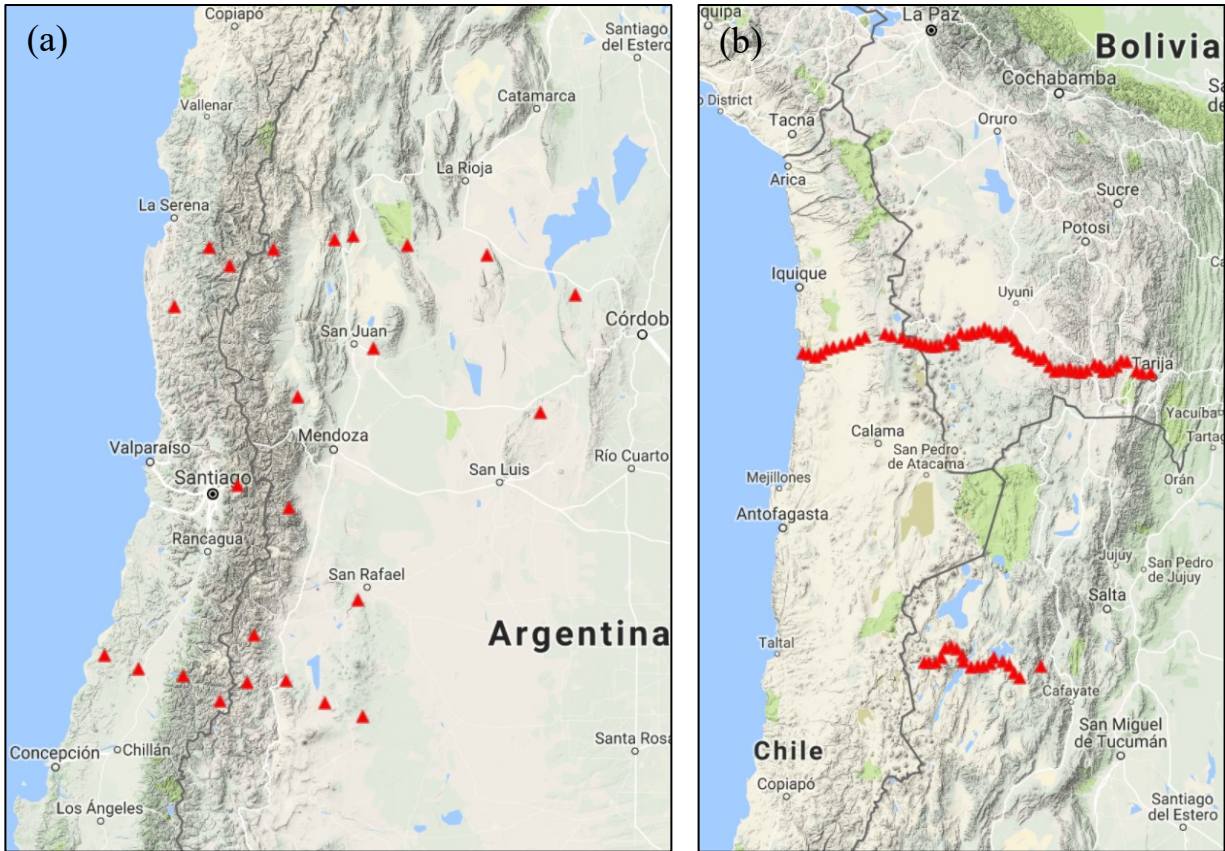 (a)
Copiapó
Santiago
del Estero
Vallenar
Catamarca
La Rioja
La Serena
San Juan
Córdob
Mendoza
Valparaíso
San Luis
Río Cuarto
Santiago
Rancagua
San Rafael
Argentina
Chillán
Concepción
Santa Rosa
Los Ángeles
(b)
quipa
La Paz
Bolivia
Cochabamba
o District
Tacna
Oruro
Arica
Sucre
Potosí
Iquique
Uyuni
Tarija
Yacuíba
Tartag
Calama
San Pedro
de Atacama
Mejillones
Orán
Antofagasta
Jujuy
San Pedro
de Jujuy
Salta
Taltal
Cafayate
San Miguel
de Tucumán
Chile
Copiapó
Santiago
del Estero